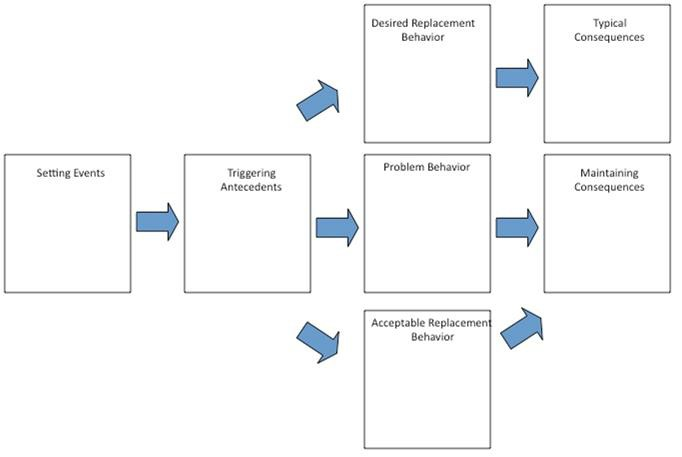 Desired Replacement
Behavior
Typical
Consequences
Setting Events
Triggering
Antecedents
Problem Behavior
Maintaining
Consequences
Acceptable Replacement
Behavior